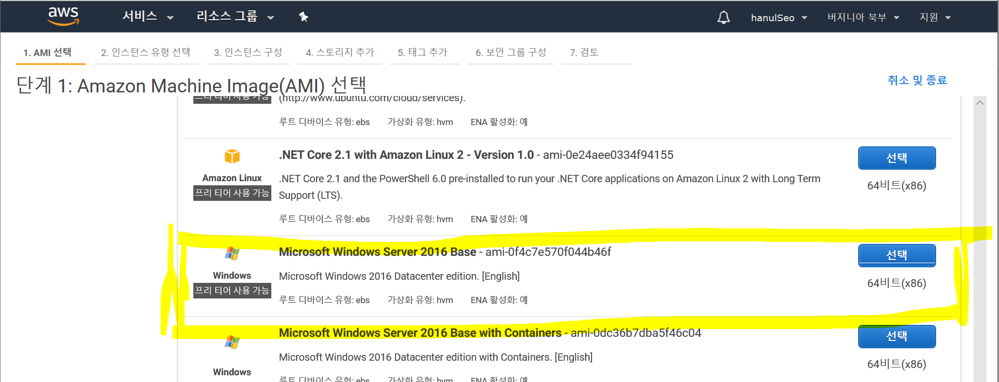 aws
서비스
리소스 그룹
hanulSeo
버지니아 북부
지원
1. AMI 선택
2. 인스턴스 유형 선택
3. 인스턴스 구성
4. 스토리지 추가
5. 태그 추가
6. 보안 그룹 구성
7. 검토
단계 1: Amazon Machine Image(AMI) 선택
취소 및 종료
프리 티어 사용 가능
(http://www.ubuntu.com/cloud/services).
루트 디바이스 유형: ebs 가상화 유형: hvm ENA 활성화: 예
.NET Core 2.1 with Amazon Linux 2 - Version 1.0 - ami-0e24aee0334f94155
선택
Amazon Linux
프리 티어 사용 가능
.NET Core 2.1 and the PowerShell 6.0 pre-installed to run your .NET Core applications on Amazon Linux 2 with Long Term
Support (LTS).
64비트(x86)
루트 디바이스 유형: ebs 가상화 유형: hvm ENA 활성화: 예
Microsoft Windows Server 2016 Base - ami-0f4c7e570f044b46f
선택
Windows
프리 티어 사용 가능
Microsoft Windows 2016 Datacenter edition. [English]
64비트(x86)
루트 디바이스 유형: ebs 가상화 유형: hvm ENA 활성화: 예
Microsoft Windows Server 2016 Base with Containers - ami-0dc36b7dba5f46c04
선택
Windows
Microsoft Windows 2016 Datacenter edition with Containers. [English]
64비트(x86)
루트 디바이스 유형: ebs 가상화 유형: hvm ENA 활성화: 예